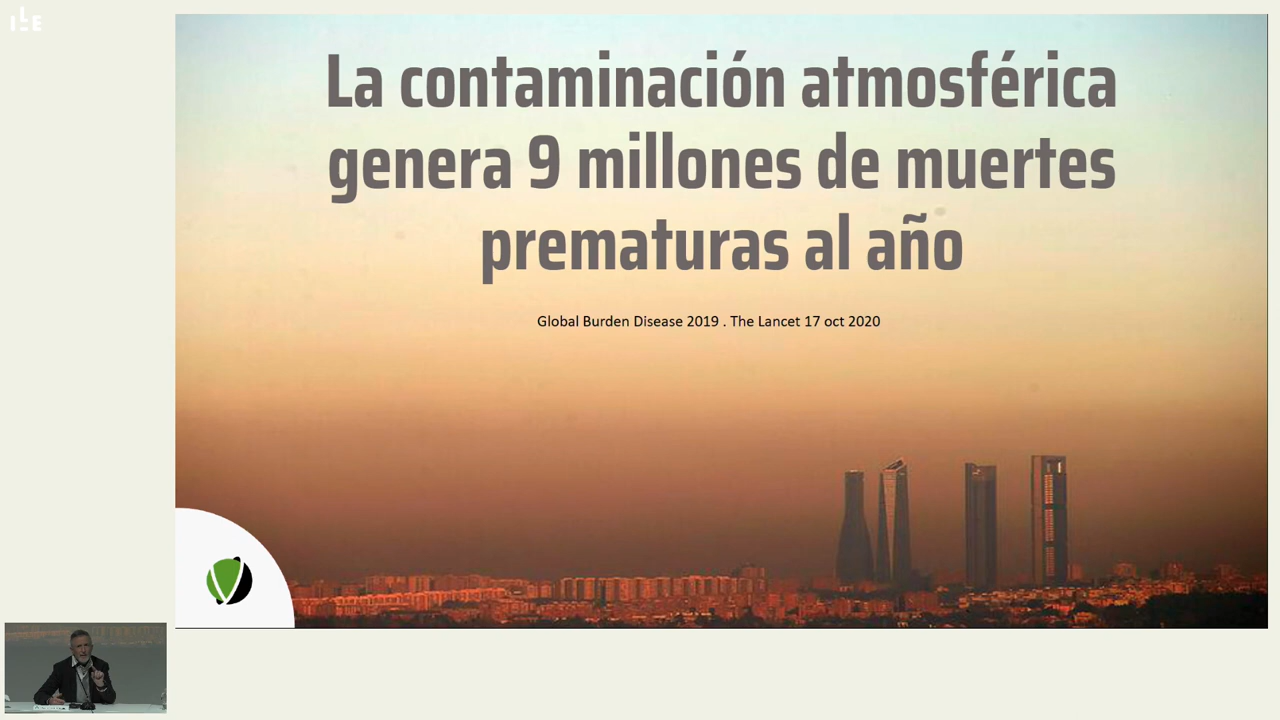 ILE
La contaminación atmosférica
genera 9 millones de muertes
prematuras al año
Global Burden Disease 2019 . The Lancet 17 oct 2020